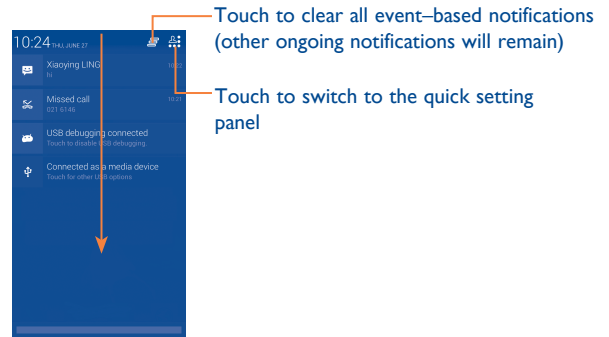 Touch to clear all event–based notifications
(other ongoing notifications will remain)
Touch to switch to the quick setting
panel
10:24 THU, JUNE 27
Xiaoying LING
10:22
hi
Missed call
10:21
021 6146
USB debugging connected
Touch to disable USB debugging.
Connected as a media device
Touch for other USB options